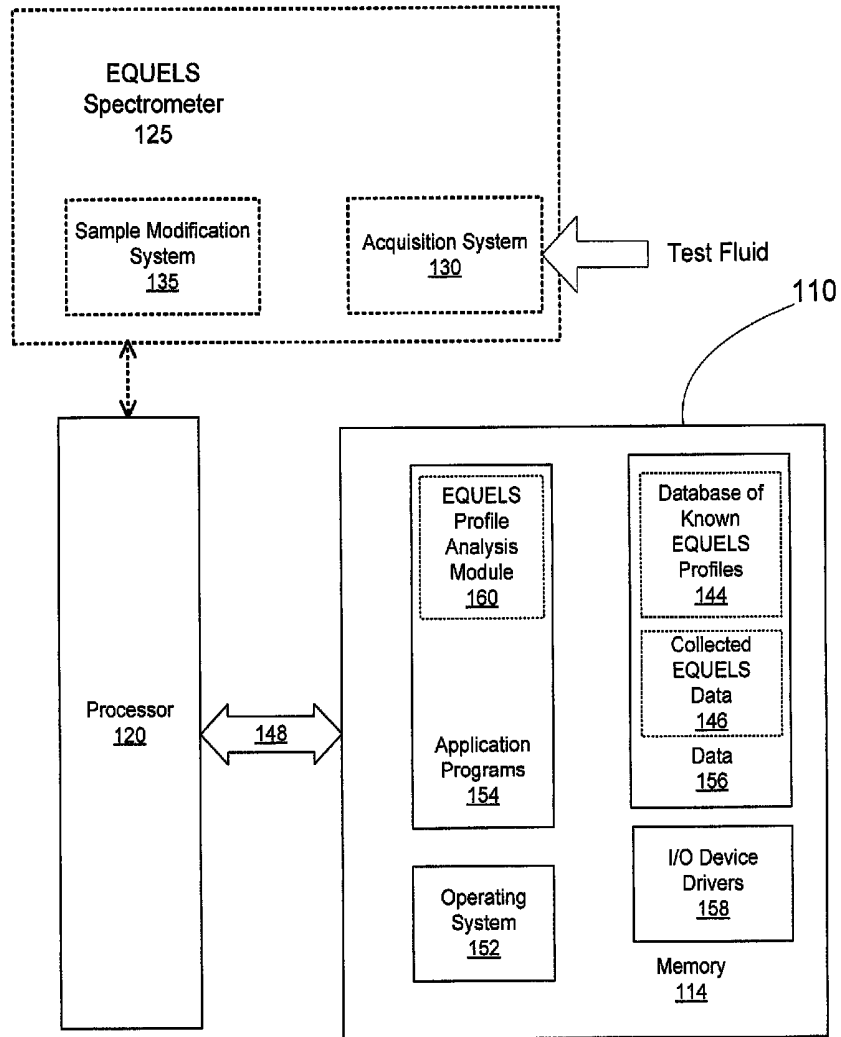 EQUELS
Spectrometer
125
Sample Modification
System
135
Acquisition System
130
Test Fluid
110
Processor
120
148
EQUELS
Profile
Analysis
Module
160
Application
Programs
154
Database of
Known
EQUELS
Profiles
144
Collected
EQUELS
Data
146
Data
156
Operating
System
152
I/O Device
Drivers
158
Memory
114